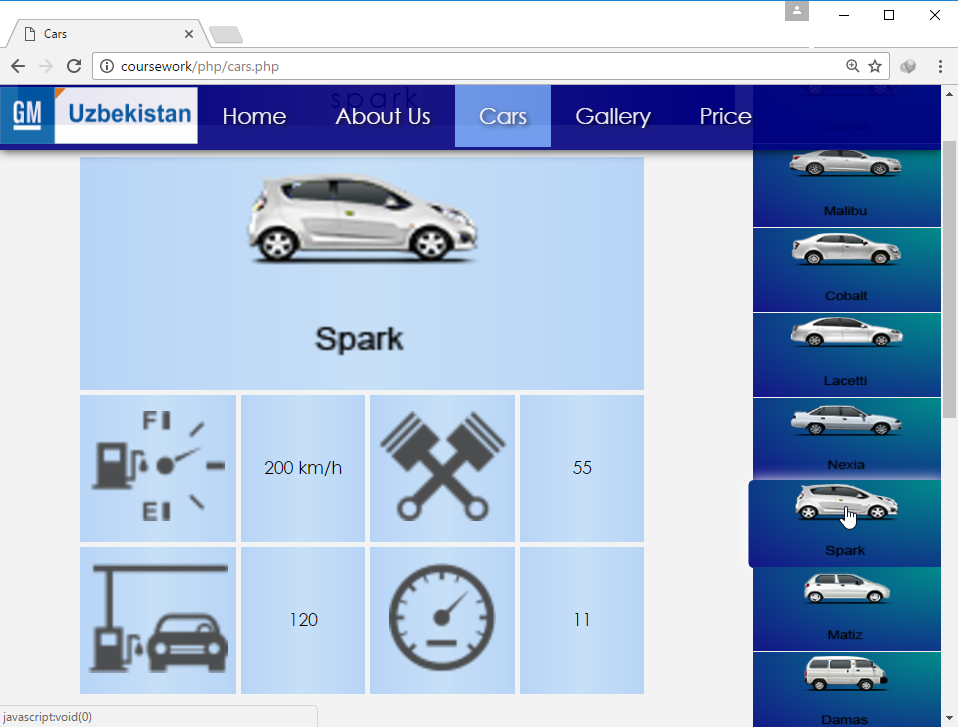 Cars
coursework/php/cars.php
GM
Uzbekistan
Home
About Us
Cars
Gallery
Price
spark
Spark
F
E
200 km/h
55
120
11
Malibu
Cobalt
Lacetti
Nexia
Spark
Matiz
Damas
javascript:void(0)